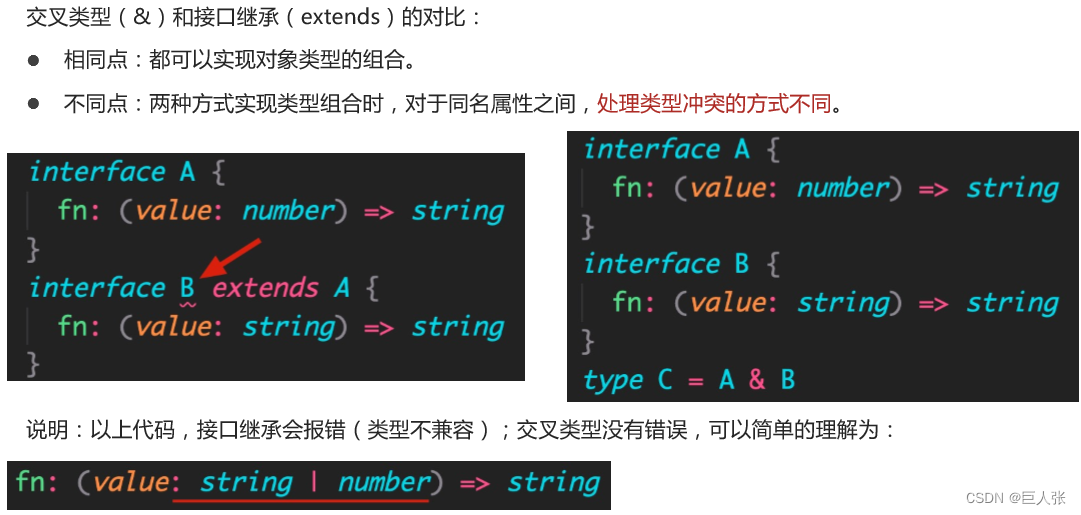 交叉类型（&）和接口继承（extends）的对比：
● 相同点：都可以实现对象类型的组合。
● 不同点：两种方式实现类型组合时，对于同名属性之间，处理类型冲突的方式不同。
interface A {
fn: (value: number) => string
}
interface B extends A {
fn: (value: string) => string
}
interface A {
fn: (value: number) => string
}
interface B {
fn: (value: string) => string
}
type C = A & B
说明：以上代码，接口继承会报错（类型不兼容）；交叉类型没有错误，可以简单的理解为：
fn: (value: string | number) => string
CSDN @巨人张